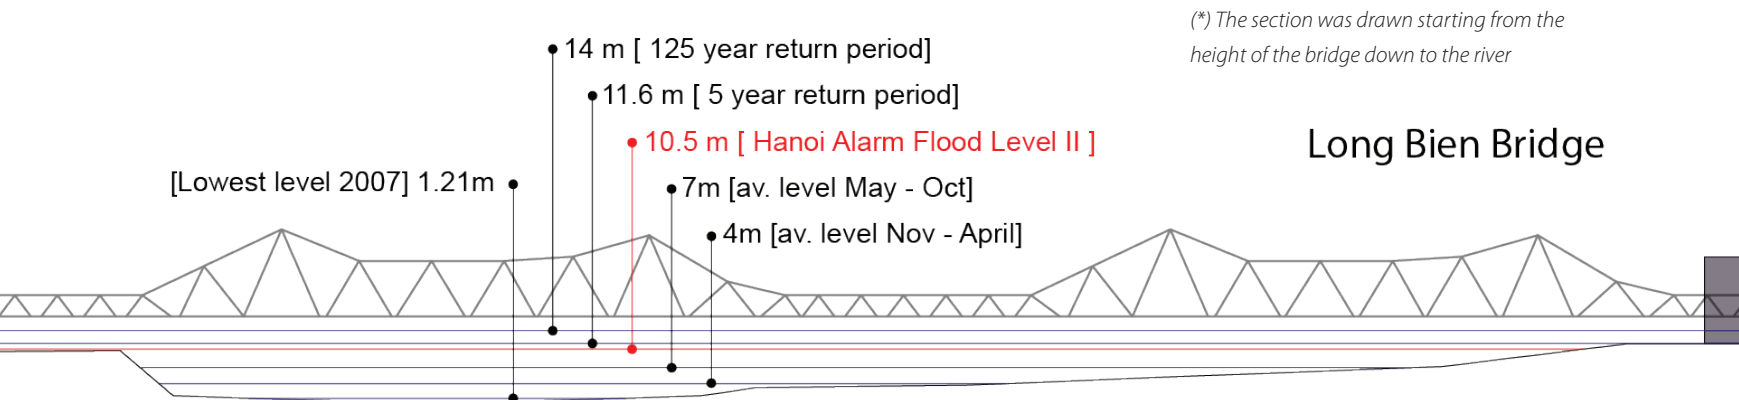 (*) The section was drawn starting from the
height of the bridge down to the river
14 m [ 125 year return period]
11.6 m [ 5 year return period]
10.5 m [ Hanoi Alarm Flood Level II ]
Long Bien Bridge
[Lowest level 2007] 1.21m
7m [av. level May - Oct]
4m [av. level Nov - April]